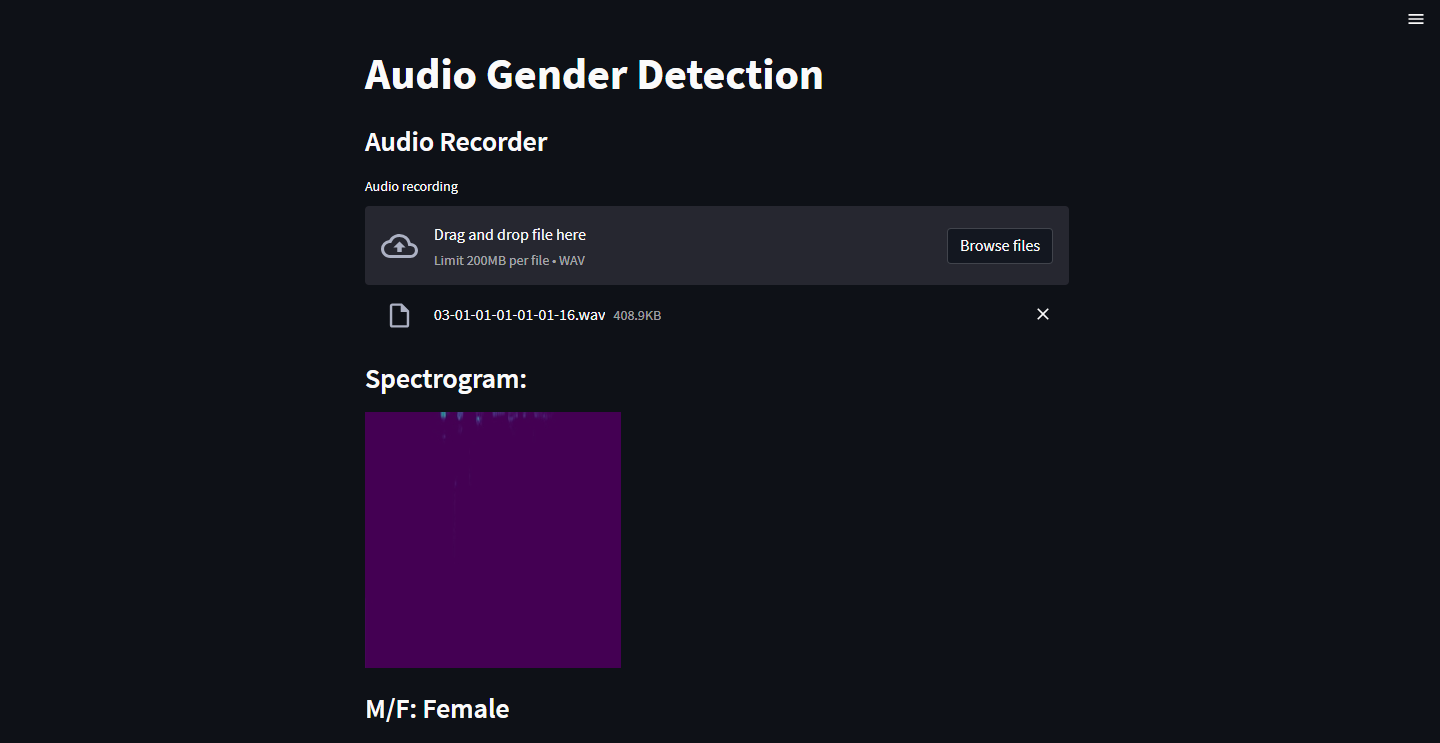 Audio Gender Detection
Audio Recorder
Audio recording
Drag and drop file here
Limit 200MB per file • WAV
Browse files
03-01-01-01-01-01-16.wav 408.9KB
Spectrogram:
M/F: Female